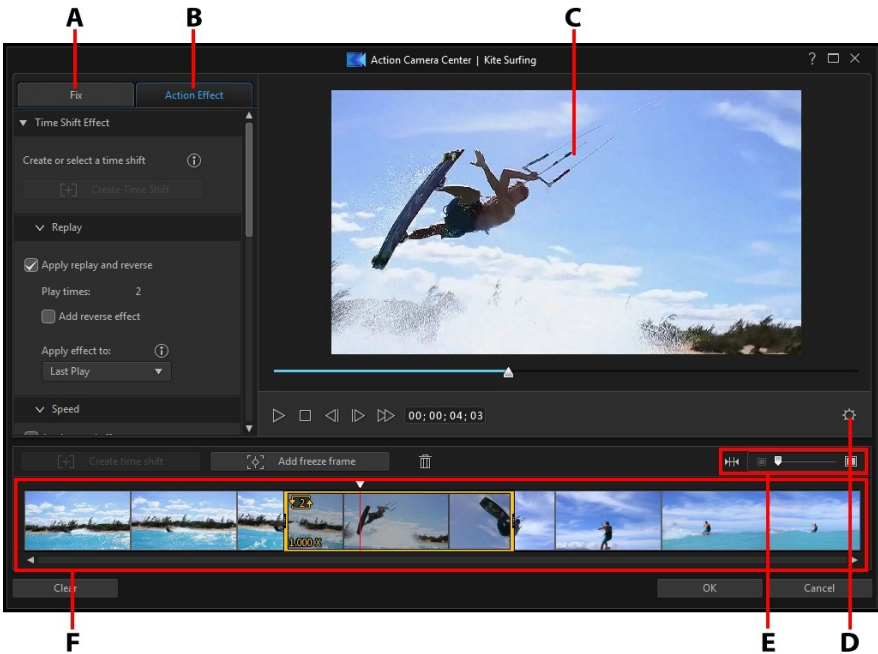 A B C
Action Camera Center | Kite Surfing
?
Fix Action Effect
Time Shift Effect
Create or select a time shift
[+] Create Time Shift
Replay
Apply replay and reverse
Play times: 2
Add reverse effect
Apply effect to:
Last Play
Speed
00;00;04;03
[+] Create time shift Add freeze frame
2
1.000 X
Clear OK Cancel
F E D